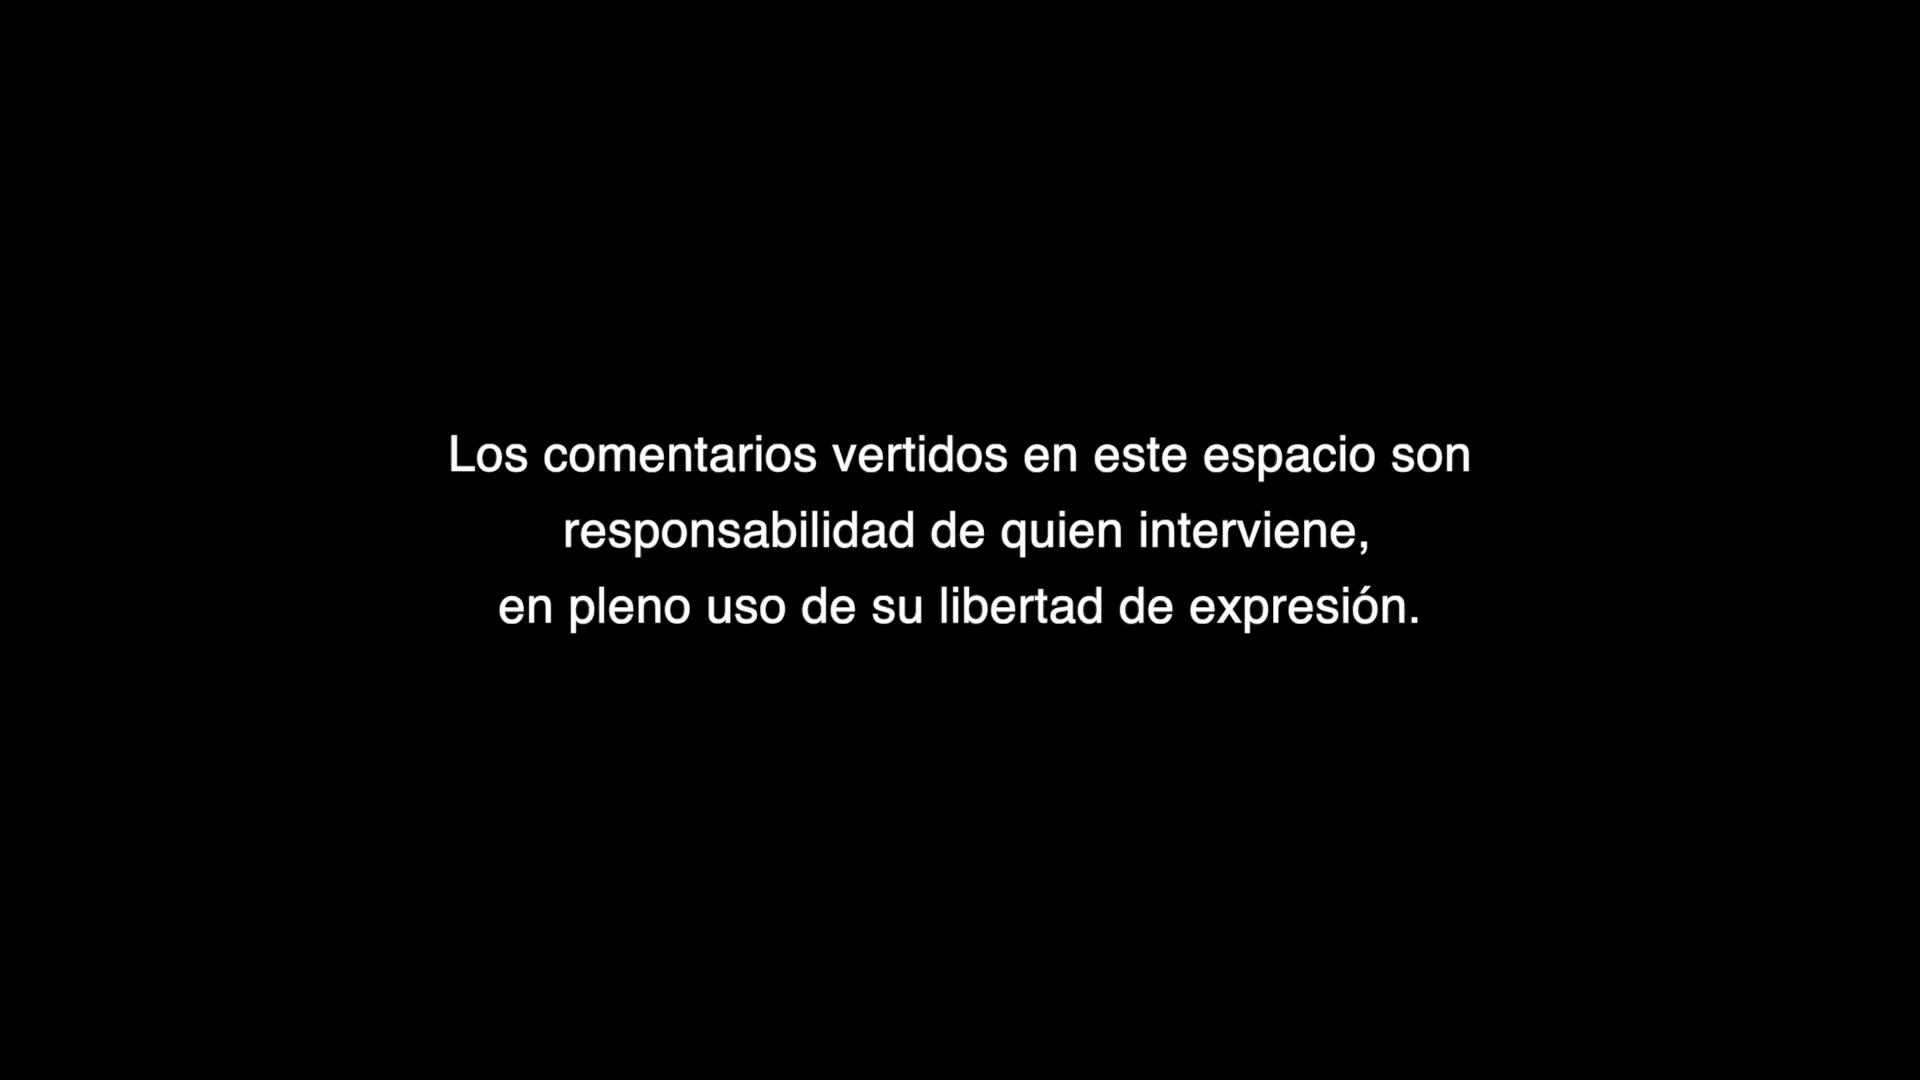 Los comentarios vertidos en este espacio son
responsabilidad de quien interviene,
en pleno uso de su libertad de expresión.